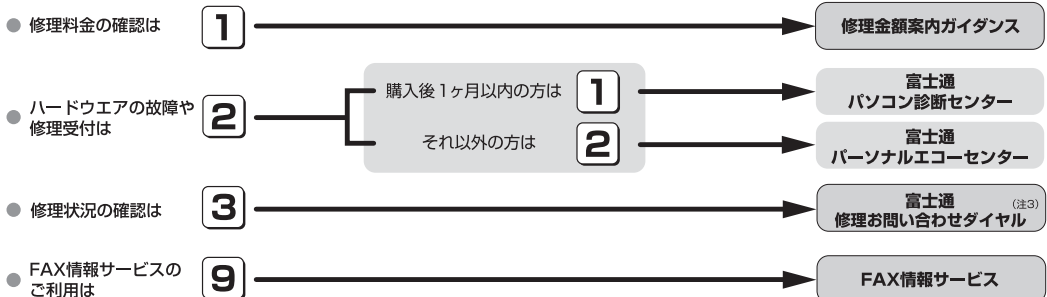 修理料金の確認は 1 修理金額案内ガイダンス
ハードウエアの故障や
修理受付は
2
購入後1ヶ月以内の方は 1
富士通
パソコン診断センター
それ以外の方は 2
富士通
パーソナルエコーセンター
修理状況の確認は 3
富士通
修理お問い合わせダイヤル (注3)
FAX情報サービスの
ご利用は
9
FAX情報サービス